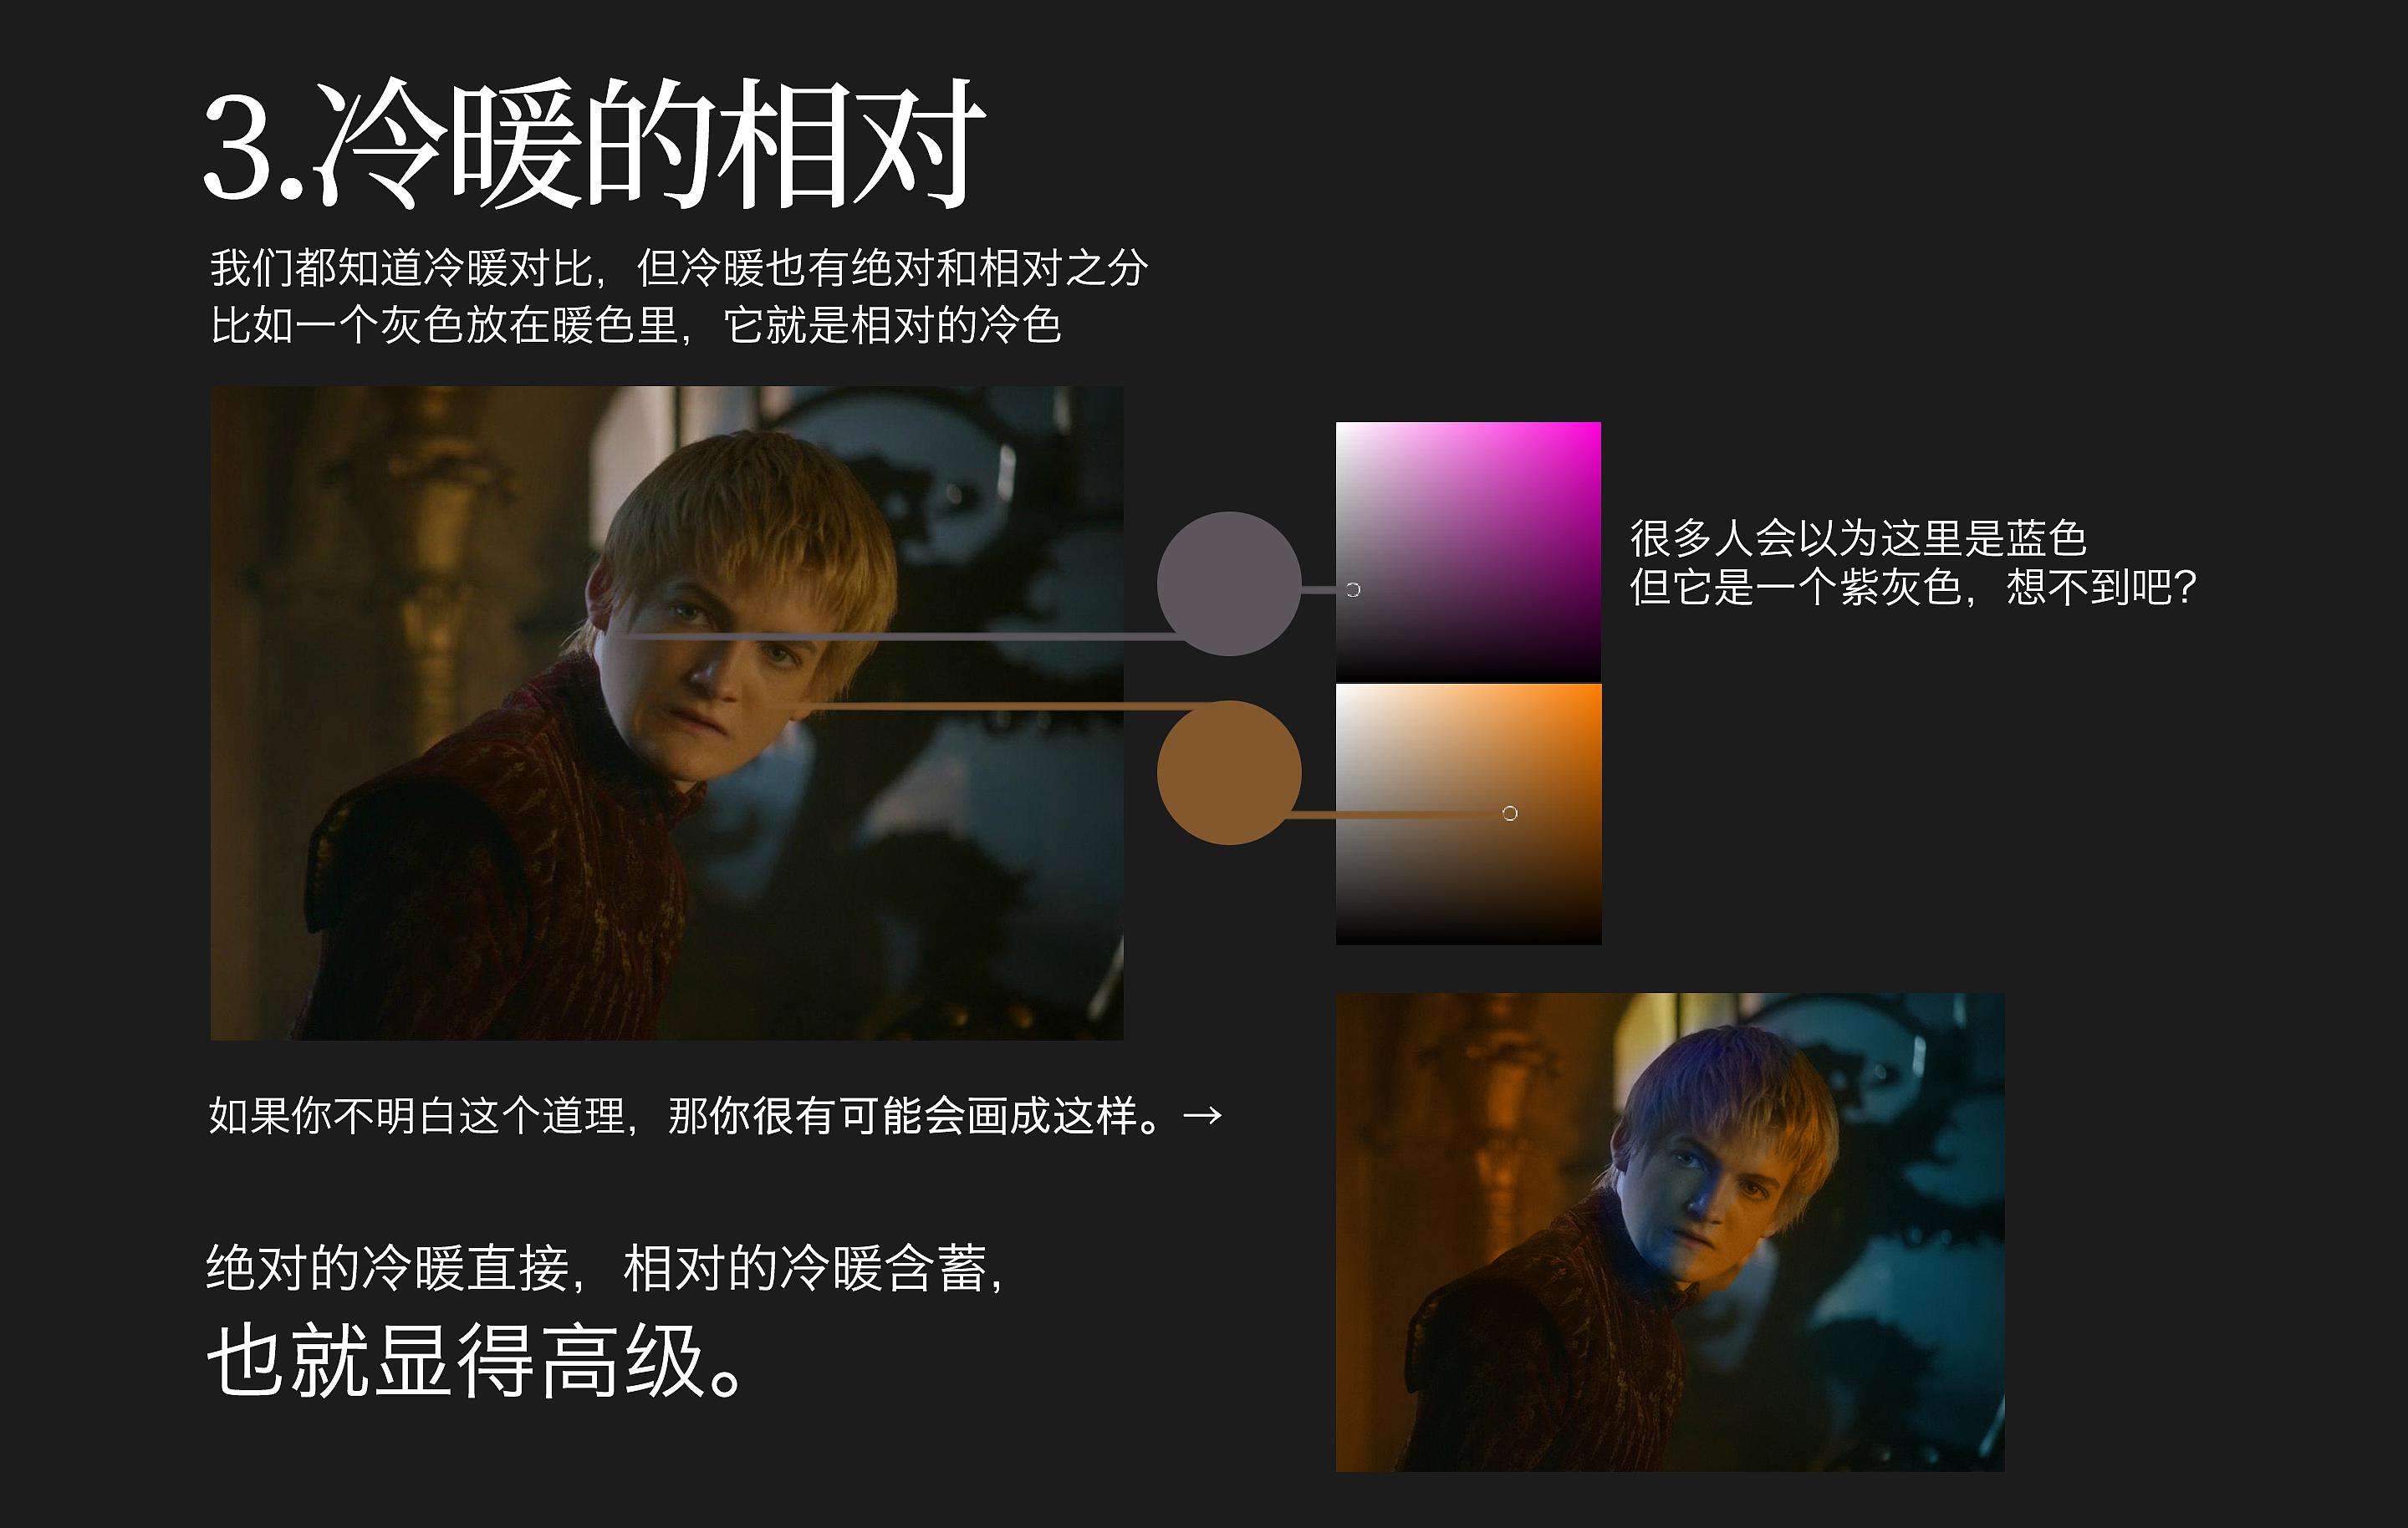 3.冷暖的相对
我们都知道冷暖对比，但冷暖也有绝对和相对之分
比如一个灰色放在暖色里，它就是相对的冷色
很多人会以为这里是蓝色
但它是一个紫灰色，想不到吧？
如果你不明白这个道理，那你很有可能会画成这样。→
绝对的冷暖直接，相对的冷暖含蓄，
也就显得高级。